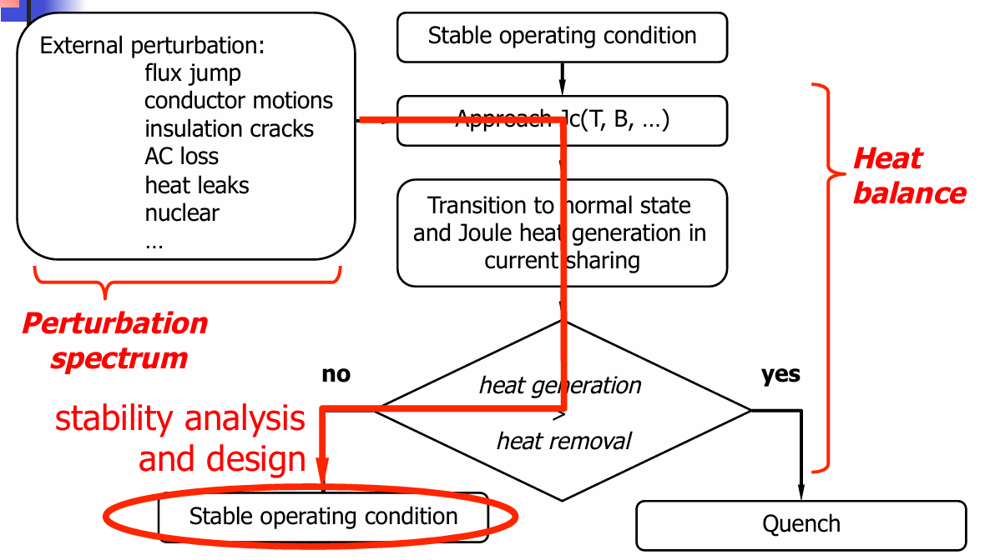 External perturbation:
flux jump
conductor motions
insulation cracks
AC loss
heat leaks
nuclear
…
Perturbation
spectrum
Stable operating condition
Approach Jc(T, B, …)
Transition to normal state
and Joule heat generation in
current sharing
Heat
balance
heat generation
>
heat removal
no
yes
stability analysis
and design
Stable operating condition
Quench